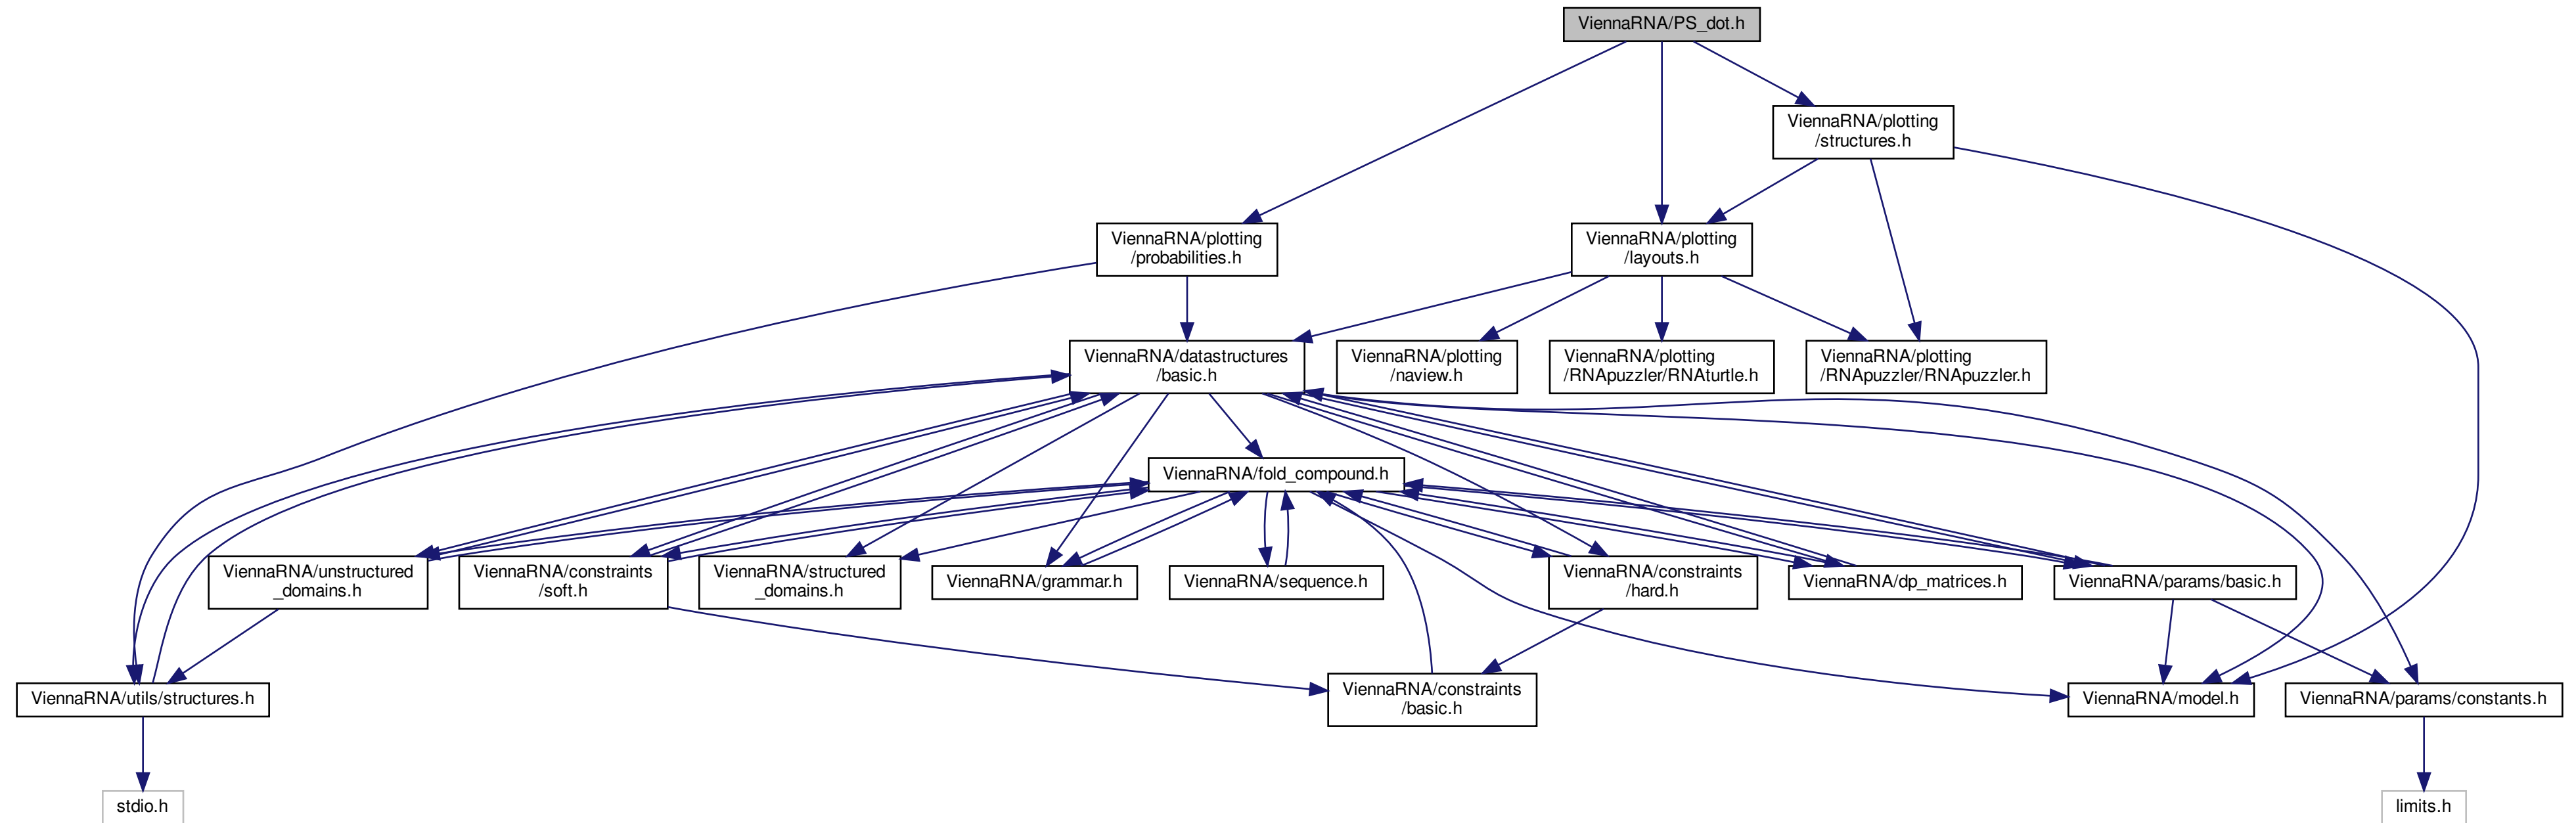 ViennaRNA/PS_dot.h
ViennaRNA/plotting
/structures.h
ViennaRNA/plotting
/probabilities.h
ViennaRNA/plotting
/layouts.h
ViennaRNA/datastructures
/basic.h
ViennaRNA/plotting
/naview.h
ViennaRNA/plotting
/RNApuzzler/RNAturtle.h
ViennaRNA/plotting
/RNApuzzler/RNApuzzler.h
ViennaRNA/fold_compound.h
ViennaRNA/unstructured
_domains.h
ViennaRNA/constraints
/soft.h
ViennaRNA/structured
_domains.h
ViennaRNA/grammar.h
ViennaRNA/sequence.h
ViennaRNA/constraints
/hard.h
ViennaRNA/dp_matrices.h
ViennaRNA/params/basic.h
ViennaRNA/utils/structures.h
ViennaRNA/constraints
/basic.h
ViennaRNA/model.h
ViennaRNA/params/constants.h
stdio.h
limits.h